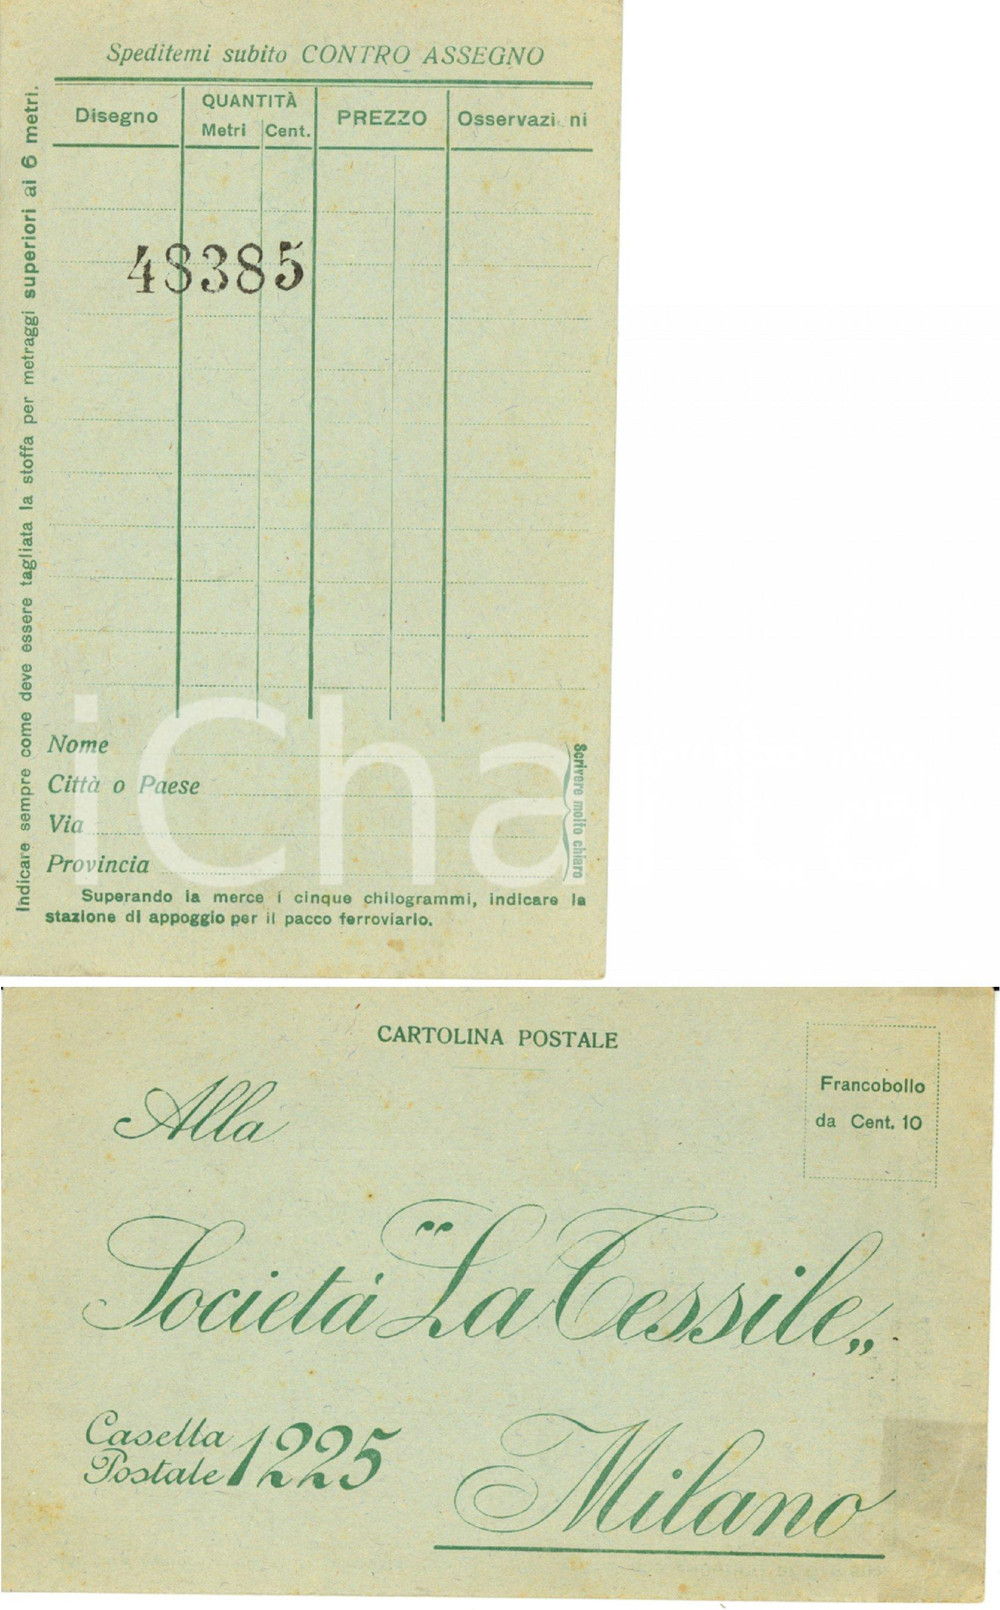 Speditemi subito CONTRO ASSEGNO
Disegno
QUANTITÀ
Metri Cent.
PREZZO
Osservazi ni
48385
Indicare sempre come deve essere tagliata la stoffa per metraggi superiori ai 6 metri.
Nome
Città o Paese
Via
Provincia
Scrivere molto chiaro
Superando la merce i cinque chilogrammi, indicare la
stazione di appoggio per il pacco ferroviario.
iCha
CARTOLINA POSTALE
Francobollo
da Cent. 10
Alla
Società "La Tessile„
Casella
Postale 1225
Milano